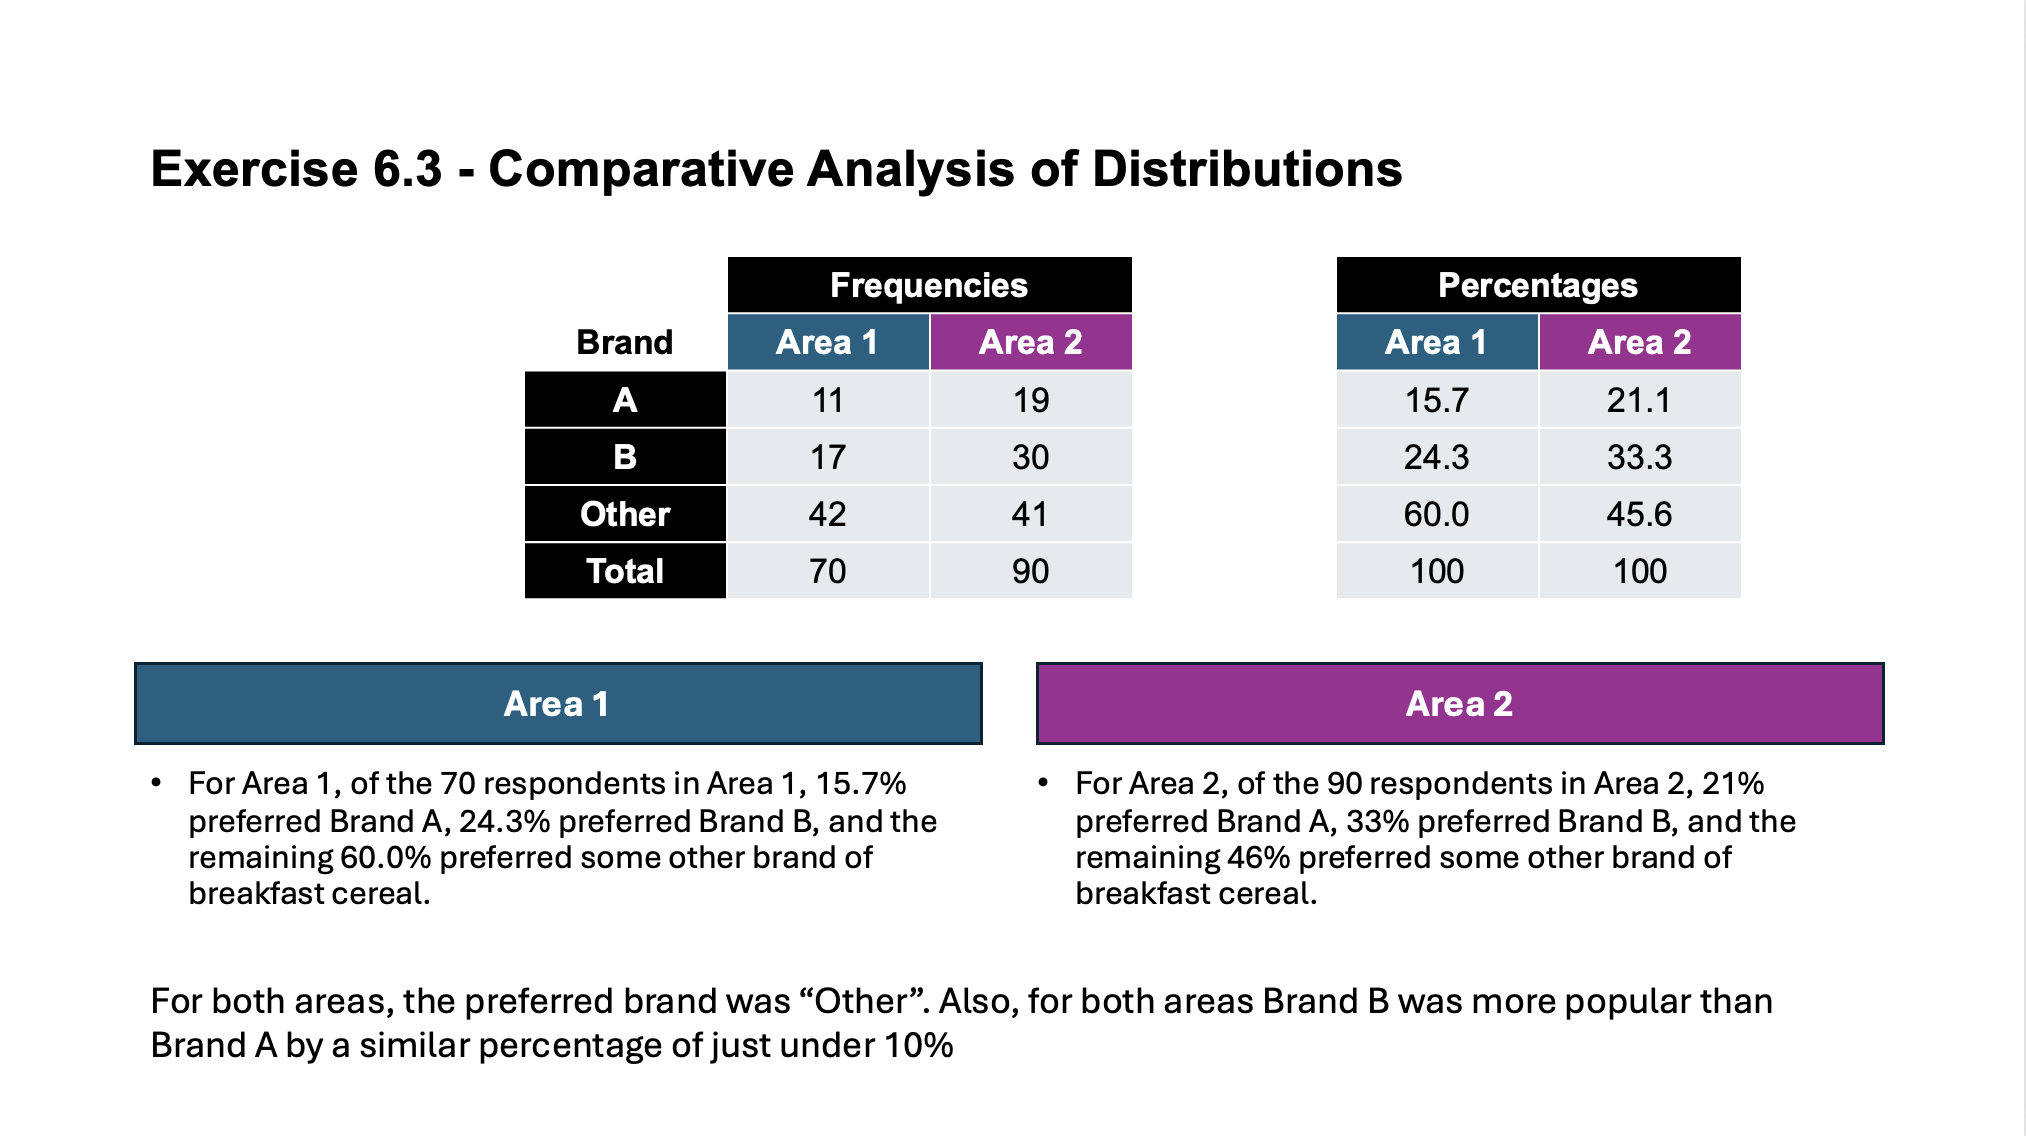 Exercise 6.3 - Comparative Analysis of Distributions
Frequencies Percentages
Brand Area 1 Area 2 Area 1 Area 2
A 11 19 15.7 21.1
B 17 30 24.3 33.3
Other 42 41 60.0 45.6
Total 70 90 100 100
Area 1
• For Area 1, of the 70 respondents in Area 1, 15.7%
preferred Brand A, 24.3% preferred Brand B, and the
remaining 60.0% preferred some other brand of
breakfast cereal.
Area 2
• For Area 2, of the 90 respondents in Area 2, 21%
preferred Brand A, 33% preferred Brand B, and the
remaining 46% preferred some other brand of
breakfast cereal.
For both areas, the preferred brand was “Other”. Also, for both areas Brand B was more popular than
Brand A by a similar percentage of just under 10%